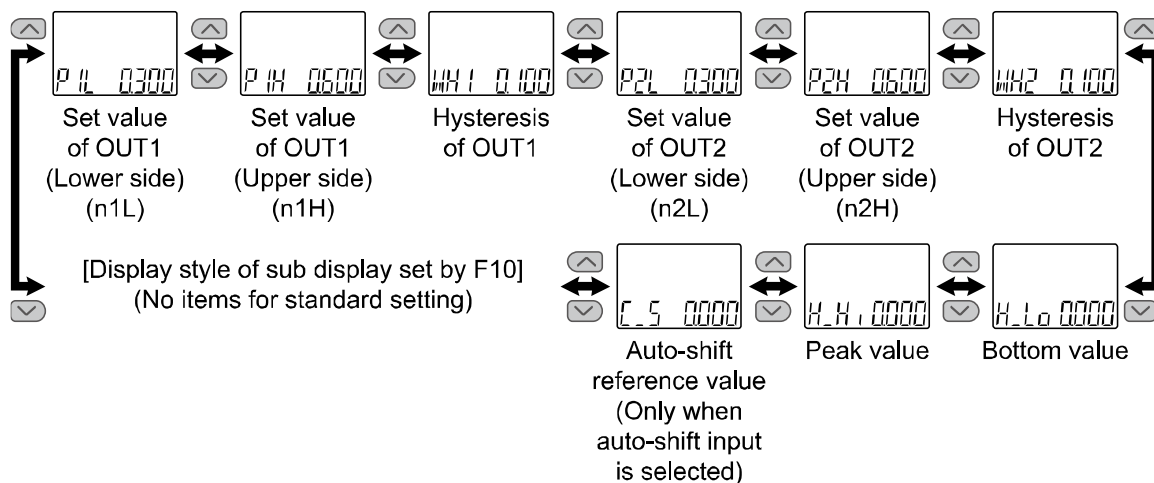 P1L 0.300
P1H 0.600
WH1 0.100
P2L 0.300
P2H 0.600
WH2 0.100
Set value
of OUT1
(Lower side)
(n1L)
Set value
of OUT1
(Upper side)
(n1H)
Hysteresis
of OUT1
Set value
of OUT2
(Lower side)
(n2L)
Set value
of OUT2
(Upper side)
(n2H)
Hysteresis
of OUT2
[Display style of sub display set by F10]
(No items for standard setting)
C_S 0.000
H_Hi 0.000
H_Lo 0.000
Auto-shift
reference value
(Only when
auto-shift input
is selected)
Peak value
Bottom value